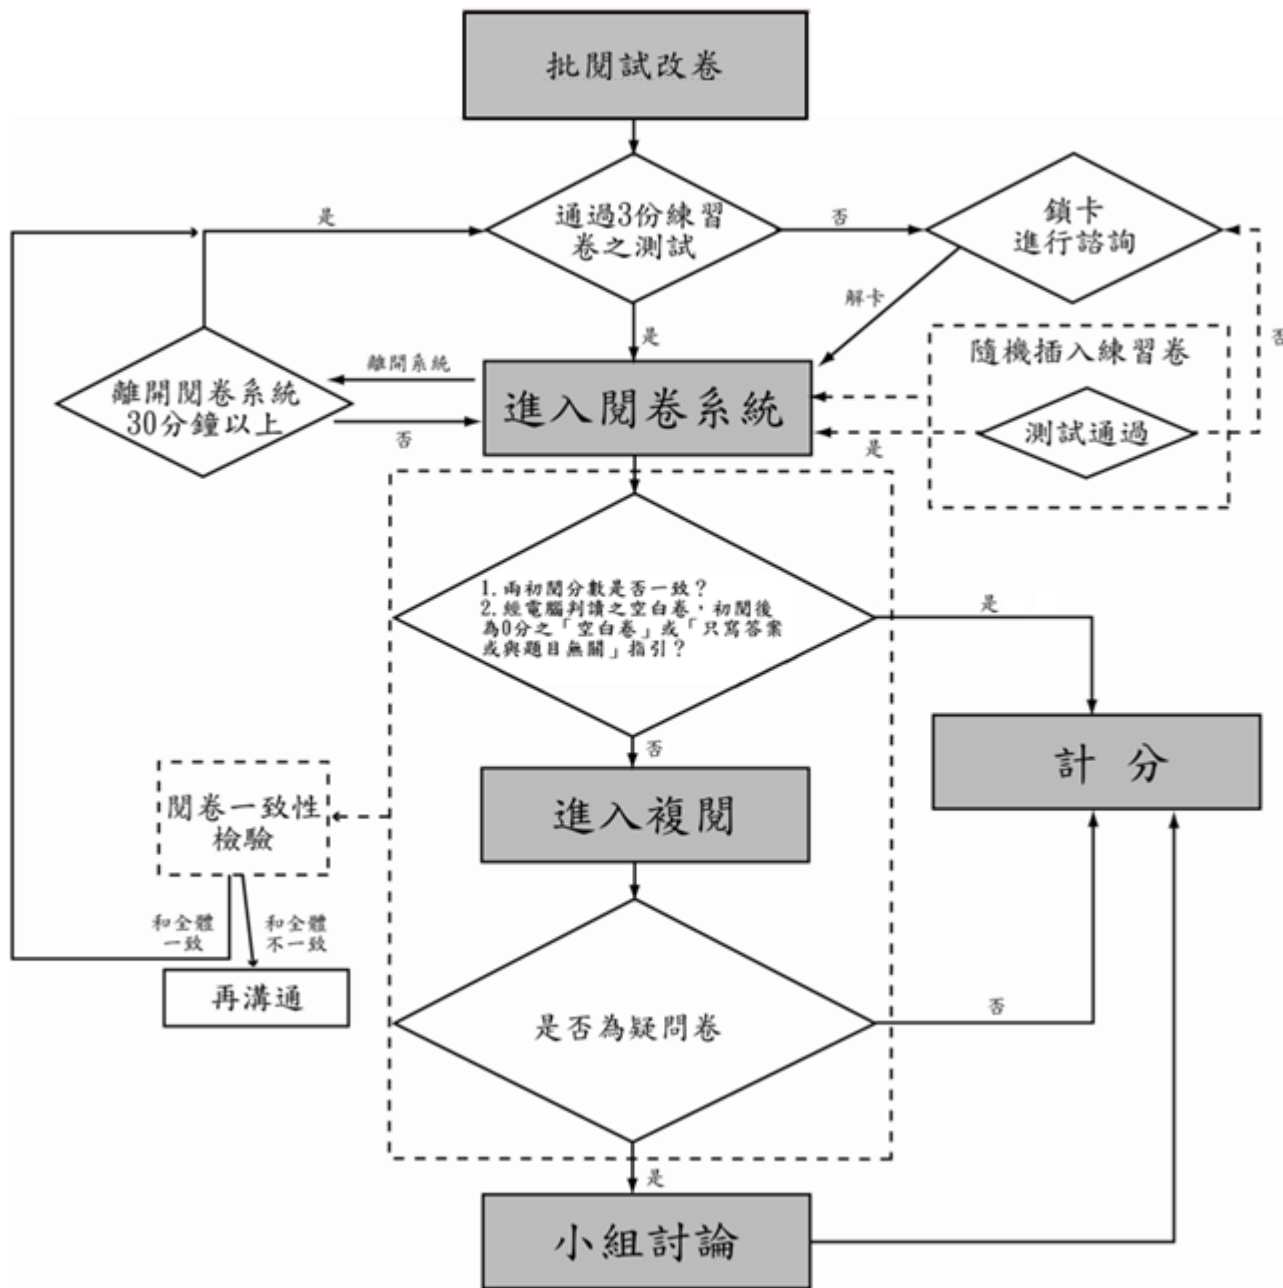 批閱試改卷
是
通過3份練習
卷之測試
否
鎖卡
進行諮詢
解卡
是
否
隨機插入練習卷
離開系統
離開閱卷系統
30分鐘以上
進入閱卷系統
測試通過
否
是
1. 兩初閱分數是否一致？
2. 經電腦判讀之空白卷，初閱後
為0分之「空白卷」或「只寫答案
或與題目無關」指引？
是
計 分
否
閱卷一致性
檢驗
進入複閱
和全體
一致
和全體
不一致
再溝通
是否為疑問卷
否
是
小組討論